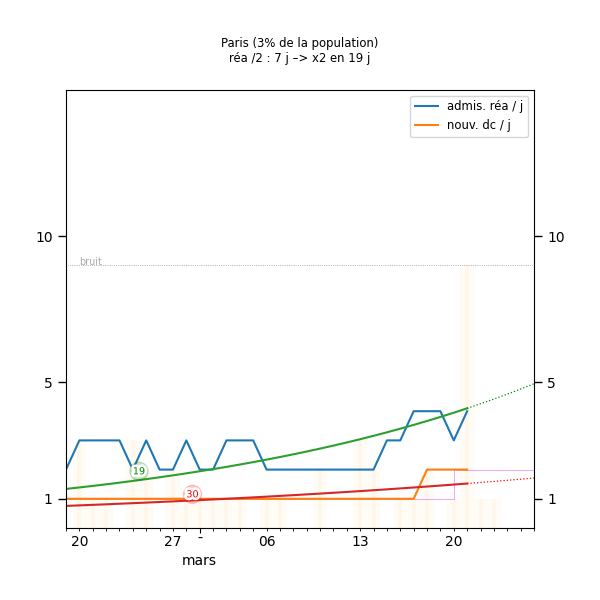 Paris (3% de la population)
réa /2 : 7 j –> x2 en 19 j
admis. réa / j
nouv. dc / j
10
10
bruit
5
5
19
30
1
1
20
27
-
06
13
20
mars